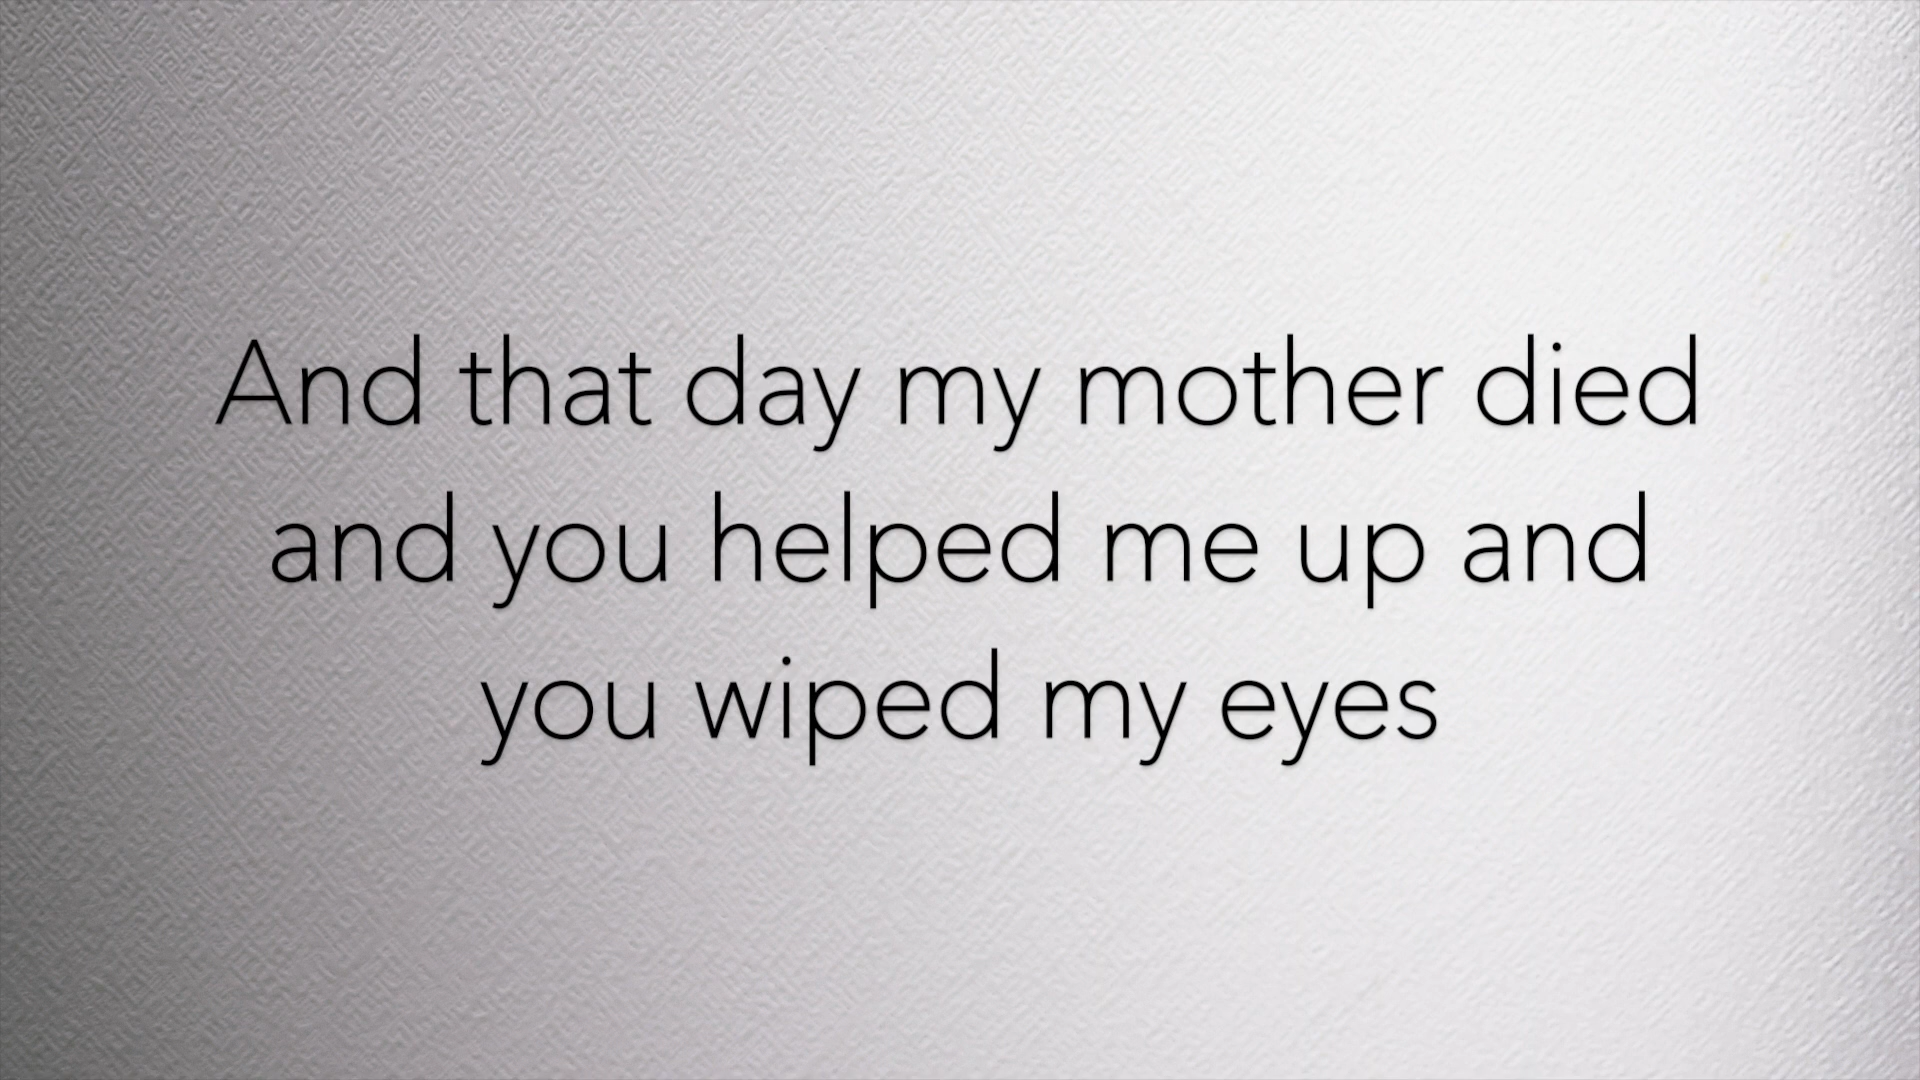 And that day my mother died
and you helped me up and
you wiped my eyes